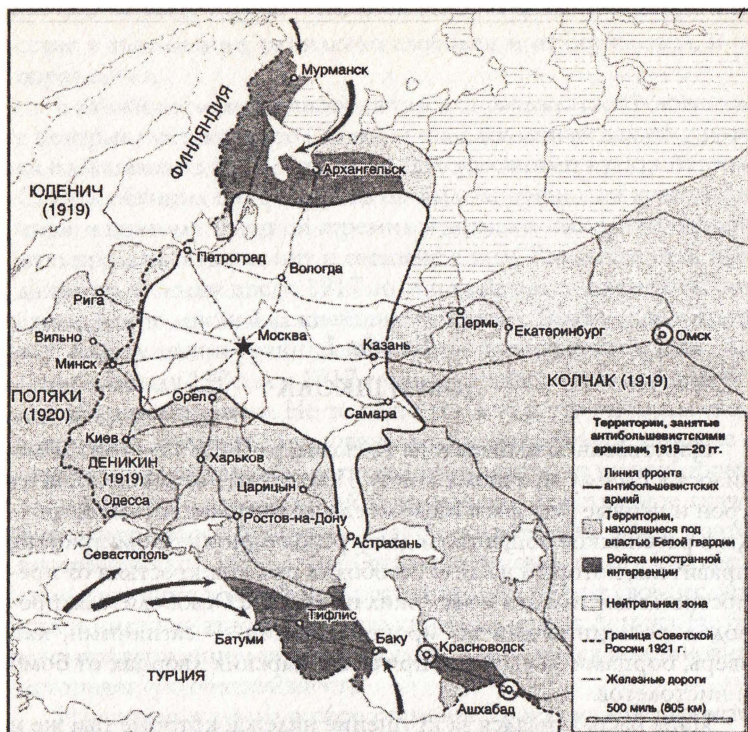 Мурманск
ФИНЛЯНДИЯ
Архангельск
ЮДЕНИЧ
(1919)
Петроград
Вологда
Рига
Пермь
Екатеринбург
Омск
Вильно
Москва
Казань
Минск
КОЛЧАК (1919)
ПОЛЯКИ
(1920)
Орел
Самара
Киев
Харьков
ДЕНИКИН
(1919)
Царицын
Одесса
Ростов-на-Дону
Астрахань
Севастополь
Тифлис
Батуми
Баку
Красноводск
ТУРЦИЯ
Ашхабад
Территории, занятые
антибольшевистскими
армиями, 1919—20 гг.
Линия фронта
антибольшевистских
армий
Территории,
находящиеся под
властью Белой гвардии
Войска иностранной
интервенции
Нейтральная зона
Граница Советской
России 1921 г.
Железные дороги
500 миль (805 км)